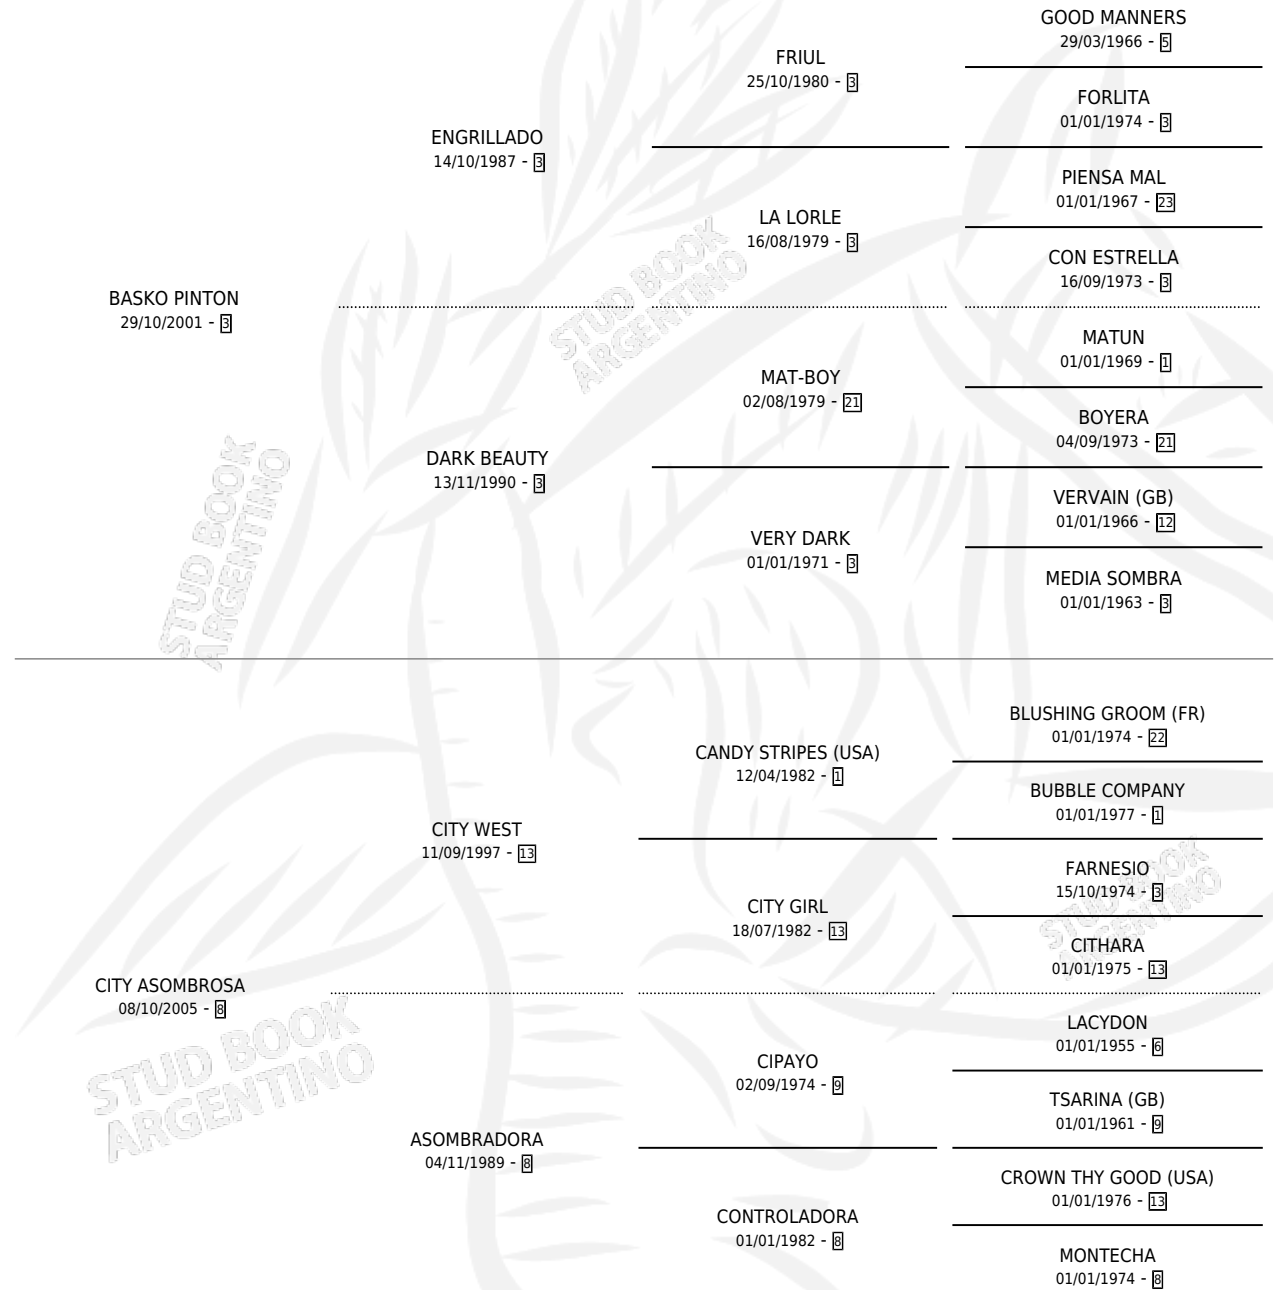 GOOD MANNERS
29/03/1966 - 5
FRIUL
25/10/1980 - 3
FORLITA
01/01/1974 - 3
ENGRILLADO
14/10/1987 - 3
PIENSA MAL
01/01/1967 - 23
LA LORLE
16/08/1979 - 3
CON ESTRELLA
16/09/1973 - 3
BASKO PINTON
29/10/2001 - 3
MATUN
01/01/1969 - 1
MAT-BOY
02/08/1979 - 21
BOYERA
04/09/1973 - 21
DARK BEAUTY
13/11/1990 - 3
VERVAIN (GB)
01/01/1966 - 12
VERY DARK
01/01/1971 - 3
MEDIA SOMBRA
01/01/1963 - 3
STUD BOOK
ARGENTINO
STUD BOOK
ARGENTINO
BLUSHING GROOM (FR)
01/01/1974 - 22
CANDY STRIPES (USA)
12/04/1982 - 1
BUBBLE COMPANY
01/01/1977 - 1
CITY WEST
11/09/1997 - 13
FARNESIO
15/10/1974 - 3
CITY GIRL
18/07/1982 - 13
CITHARA
01/01/1975 - 13
STUD BOOK
ARGENTINO
CITY ASOMBROSA
08/10/2005 - 8
LACYDON
01/01/1955 - 6
CIPAYO
02/09/1974 - 9
TSARINA (GB)
01/01/1961 - 9
STUD BOOK
ARGENTINO
ASOMBRADORA
04/11/1989 - 8
CROWN THY GOOD (USA)
01/01/1976 - 13
CONTROLADORA
01/01/1982 - 8
MONTECHA
01/01/1974 - 8